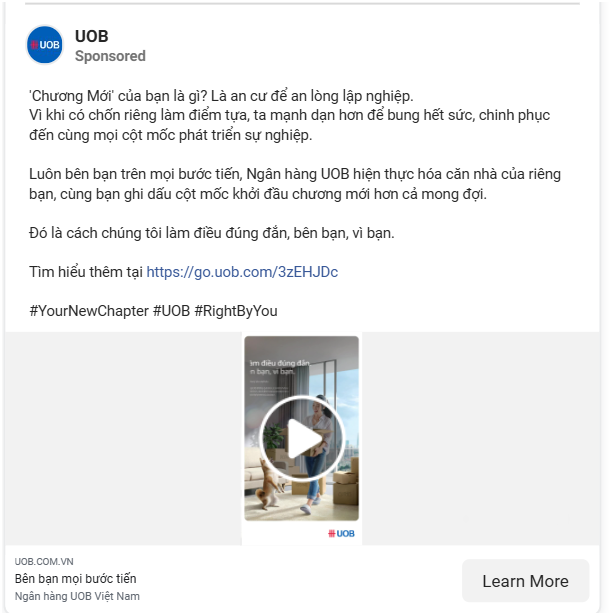 UOB
UOB
Sponsored
'Chương Mới' của bạn là gì? Là an cư để an lòng lập nghiệp.
Vì khi có chốn riêng làm điểm tựa, ta mạnh dạn hơn để bung hết sức, chinh phục
đến cùng mọi cột mốc phát triển sự nghiệp.
Luôn bên bạn trên mọi bước tiến, Ngân hàng UOB hiện thực hóa căn nhà của riêng
bạn, cùng bạn ghi dấu cột mốc khởi đầu chương mới hơn cả mong đợi.
Đó là cách chúng tôi làm điều đúng đắn, bên bạn, vì bạn.
Tìm hiểu thêm tại https://go.uob.com/3zEHJDc
#YourNewChapter #UOB #RightByYou
ìm điều đúng đắn
n bạn, vì bạn.
UOB
UOB.COM.VN
Bên bạn mọi bước tiến
Ngân hàng UOB Việt Nam
Learn More